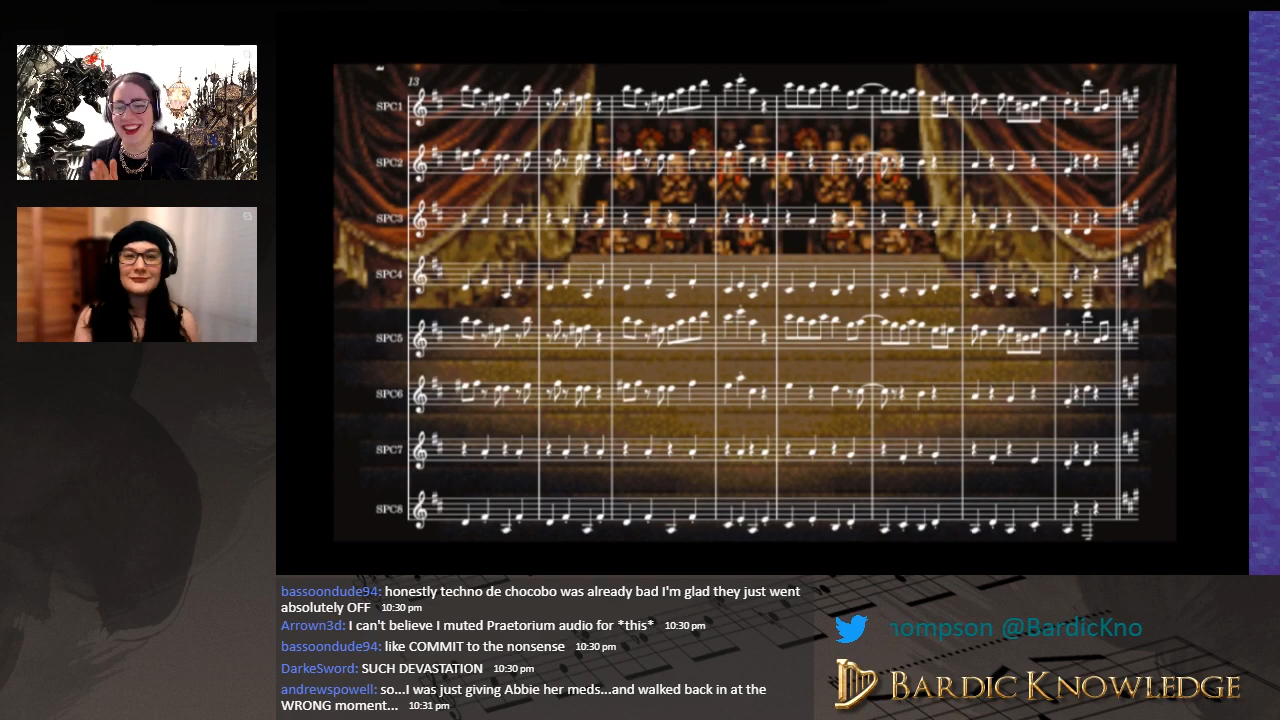 13
SPC1
SPC2
SPC3
SPC4
SPC5
SPC6
SPC7
SPC8
bassoondude94: honestly techno de chocobo was already bad I'm glad they just went
absolutely OFF 10:30 pm
Arrown3d: I can't believe I muted Praetorium audio for *this* 10:30 pm
bassoondude94: like COMMIT to the nonsense 10:30 pm
DarkeSword: SUCH DEVASTATION 10:30 pm
andrewspowell: so...I was just giving Abbie her meds...and walked back in at the
WRONG moment... 10:31 pm
ompson @BardicKno
BARDIC KNOWLEDGE